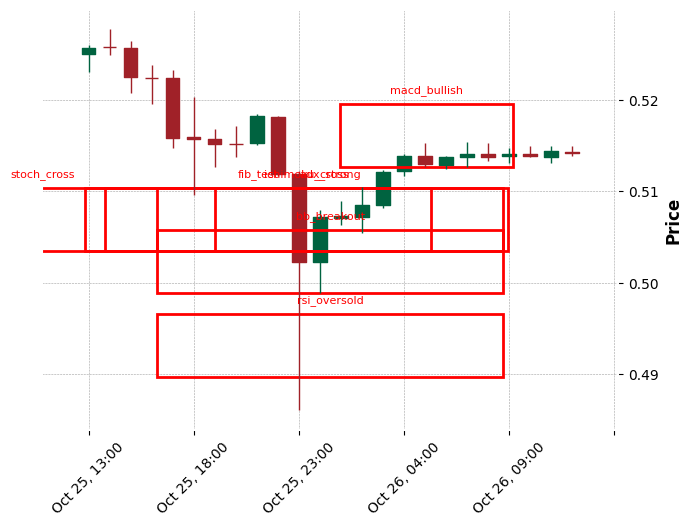 macd_bullish
0.52
stoch_cross
0.51
Price
rsi_oversold
0.50
0.49
Oct 25, 13:00
Oct 25, 18:00
Oct 25, 23:00
Oct 26, 04:00
Oct 26, 09:00